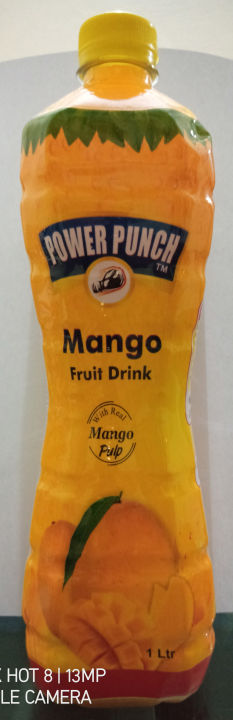 POWER PUNCH
TM
Mango
Fruit Drink
With Real
Mango
Pulp
1 Ltr
HOT 8 | 13MP
LE CAMERA